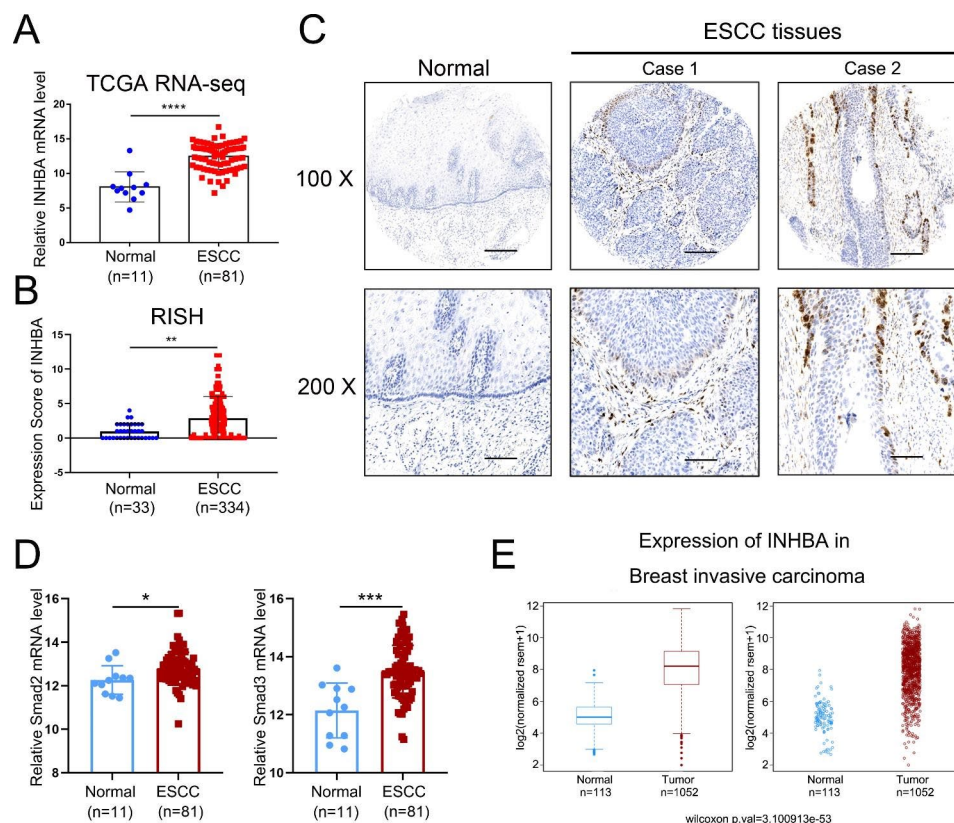 A
TCGA RNA-seq
Relative INHBA mRNA level
****
20
15
10
5
0
Normal
(n=11)
ESCC
(n=81)
B
RISH
Expression Score of INHBA
**
15
10
5
0
-5
Normal
(n=33)
ESCC
(n=334)
C
ESCC tissues
Normal
Case 1
Case 2
100 X
200 X
D
Relative Smad2 mRNA level
*
16
14
12
10
8
Normal
(n=11)
ESCC
(n=81)
Relative Smad3 mRNA level
***
16
14
12
10
Normal
(n=11)
ESCC
(n=81)
E
Expression of INHBA in
Breast invasive carcinoma
log2(normalized rsem+1)
12
10
8
6
4
2
Normal
n=113
Tumor
n=1052
log2(normalized rsem+1)
12
10
8
6
4
2
Normal
n=113
Tumor
n=1052
wilcoxon p.val=3.100913e-53